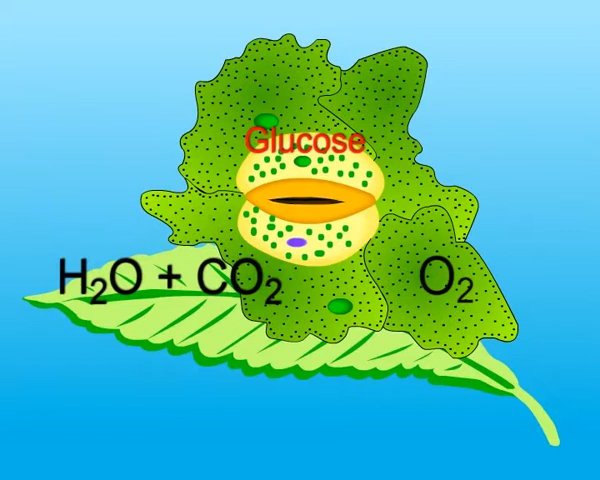 Glucose
H₂O + CO₂
O₂